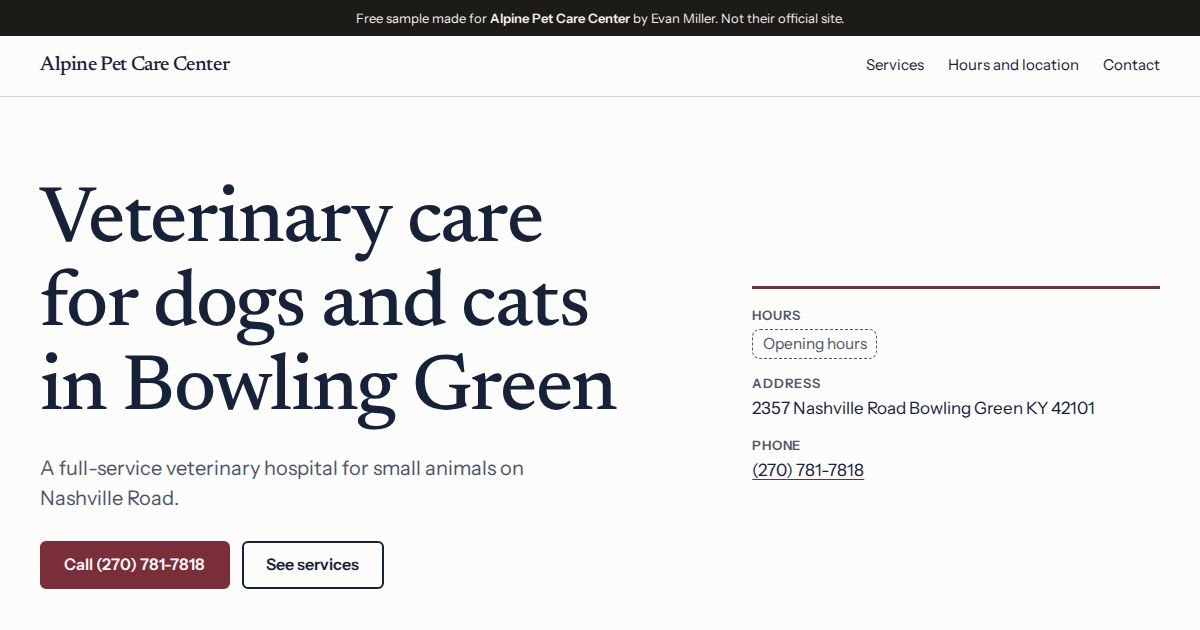 Free sample made for Alpine Pet Care Center by Evan Miller. Not their official site.
Alpine Pet Care Center
Services
Hours and location
Contact
Veterinary care
for dogs and cats
in Bowling Green
A full-service veterinary hospital for small animals on
Nashville Road.
Call (270) 781-7818
See services
HOURS
Opening hours
ADDRESS
2357 Nashville Road Bowling Green KY 42101
PHONE
(270) 781-7818